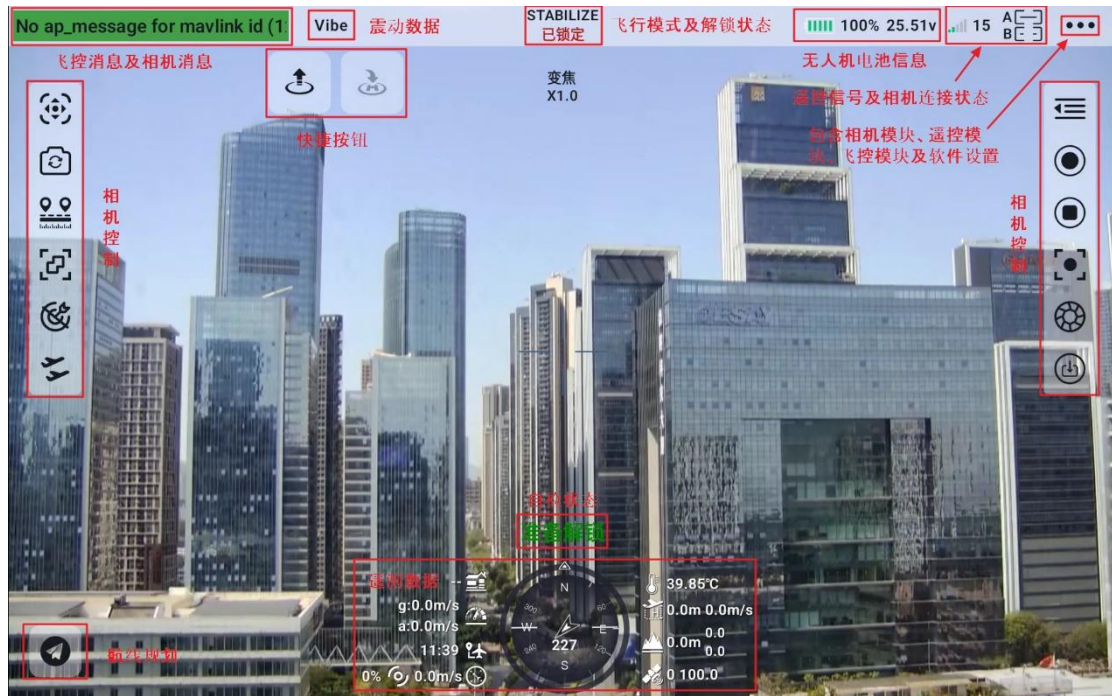 No ap_message for mavlink id (1:
Vibe
震动数据
STABILIZE
已锁定
飞行模式及解锁状态
100% 25.51v
15
A
B
飞控消息及相机消息
无人机电池信息
变焦
X1.0
遥控信号及相机连接状态
快捷按钮
包含相机模块、遥控模
块、飞控模块及软件设置
相机控制
相机控制
自检状态
准备解锁
遥测数据
--
g:0.0m/s
a:0.0m/s
11:39
0%
0.0m/s
N
300
60
W
E
240
120
227
S
39.85℃
0.0m 0.0m/s
0.0m
0.0
0.0
0 100.0
航线规划